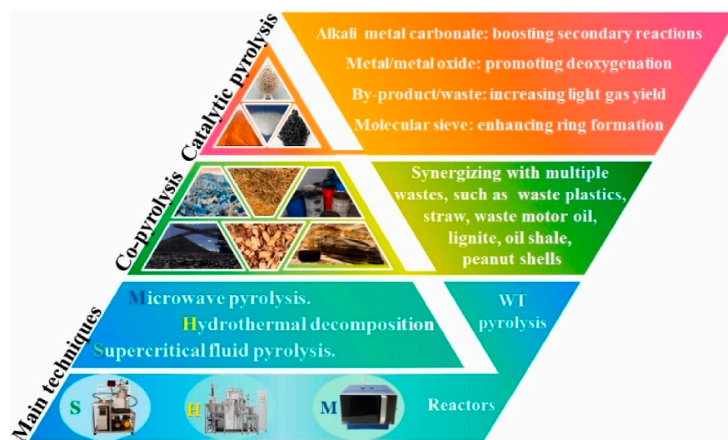 Catalytic pyrolysis
Alkali metal carbonate: boosting secondary reactions
Metal/metal oxide: promoting deoxygenation
By-product/waste: increasing light gas yield
Molecular sieve: enhancing ring formation
Co-pyrolysis
Synergizing with multiple
wastes, such as waste plastics,
straw, waste motor oil,
lignite, oil shale,
peanut shells
Main techniques
Microwave pyrolysis.
Hydrothermal decomposition
Supercritical fluid pyrolysis.
WT
pyrolysis
S
H
M
Reactors